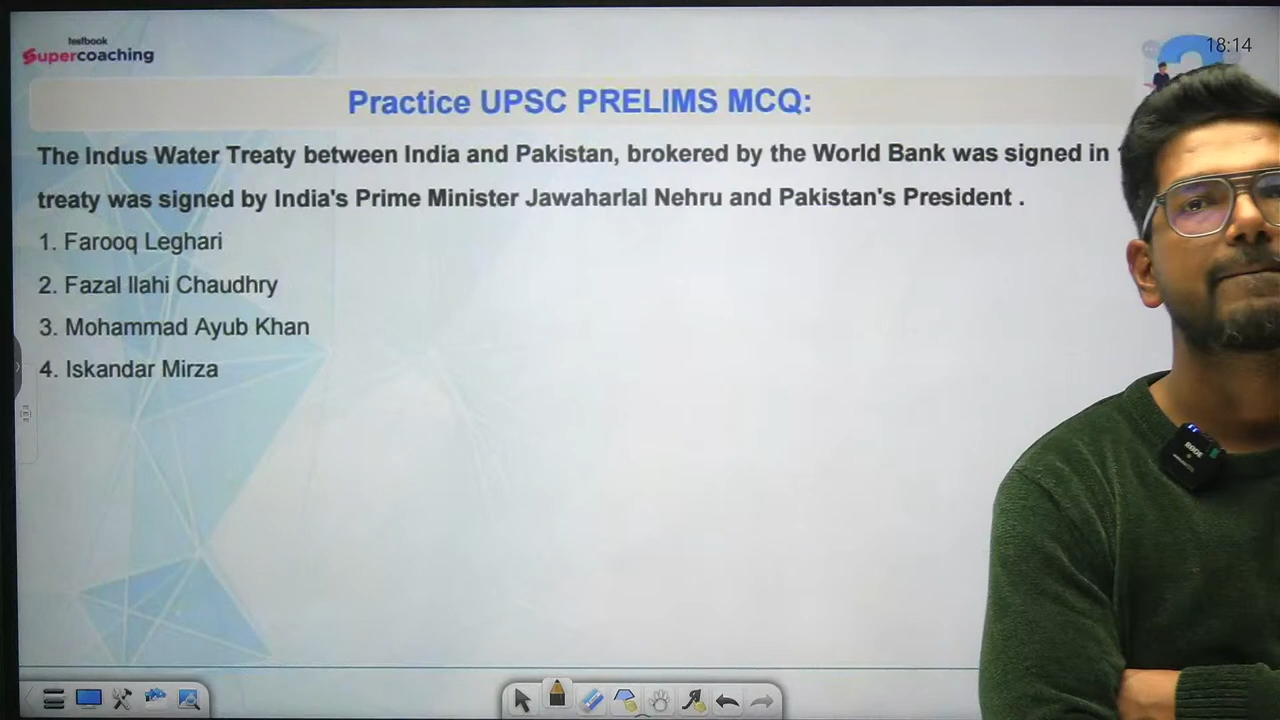 testbook
Supercoaching
18:14
Practice UPSC PRELIMS MCQ:
The Indus Water Treaty between India and Pakistan, brokered by the World Bank was signed in
treaty was signed by India's Prime Minister Jawaharlal Nehru and Pakistan's President .
1. Farooq Leghari
2. Fazal Ilahi Chaudhry
3. Mohammad Ayub Khan
4. Iskandar Mirza
RODE